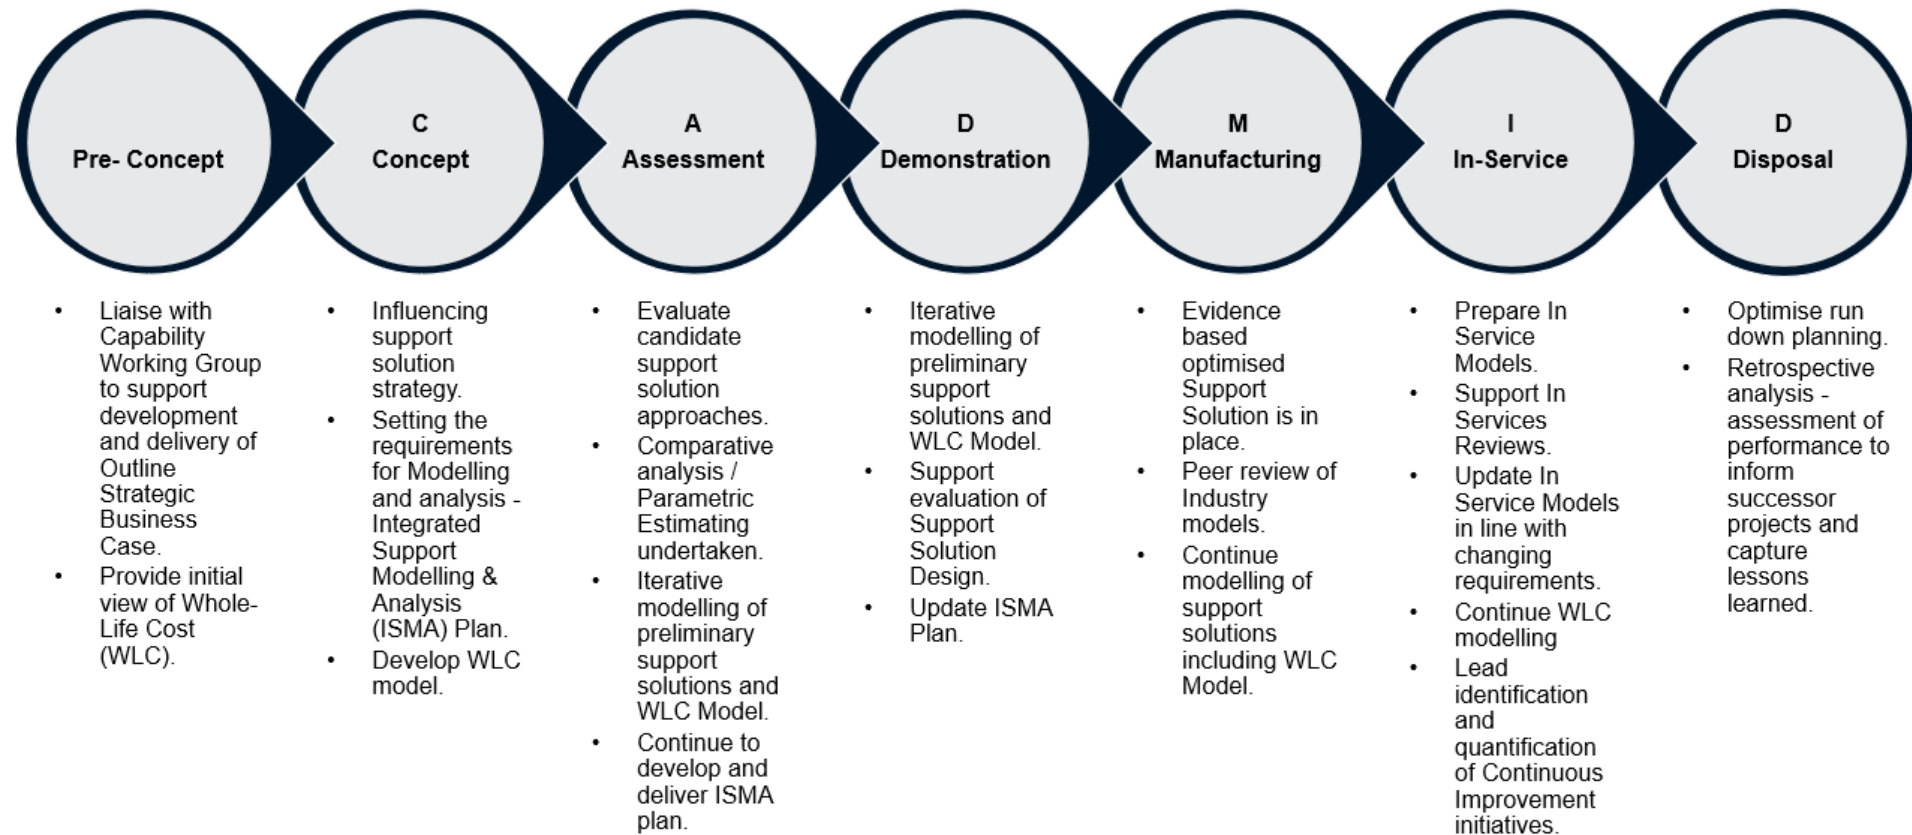 Pre- Concept
C
Concept
A
Assessment
D
Demonstration
M
Manufacturing
I
In-Service
D
Disposal
• Liaise with
Capability
Working Group
to support
development
and delivery of
Outline
Strategic
Business
Case.
• Provide initial
view of Whole-
Life Cost
(WLC).
• Influencing
support
solution
strategy.
• Setting the
requirements
for Modelling
and analysis -
Integrated
Support
Modelling &
Analysis
(ISMA) Plan.
• Develop WLC
model.
• Evaluate
candidate
support
solution
approaches.
• Comparative
analysis /
Parametric
Estimating
undertaken.
• Iterative
modelling of
preliminary
support
solutions and
WLC Model.
• Continue to
develop and
deliver ISMA
plan.
• Iterative
modelling of
preliminary
support
solutions and
WLC Model.
• Support
evaluation of
Support
Solution
Design.
• Update ISMA
Plan.
• Evidence
based
optimised
Support
Solution is in
place.
• Peer review of
Industry
models.
• Continue
modelling of
support
solutions
including WLC
Model.
• Prepare In
Service
Models.
• Support In
Services
Reviews.
• Update In
Service Models
in line with
changing
requirements.
• Continue WLC
modelling
• Lead
identification
and
quantification
of Continuous
Improvement
initiatives.
• Optimise run
down planning.
• Retrospective
analysis -
assessment of
performance to
inform
successor
projects and
capture
lessons
learned.